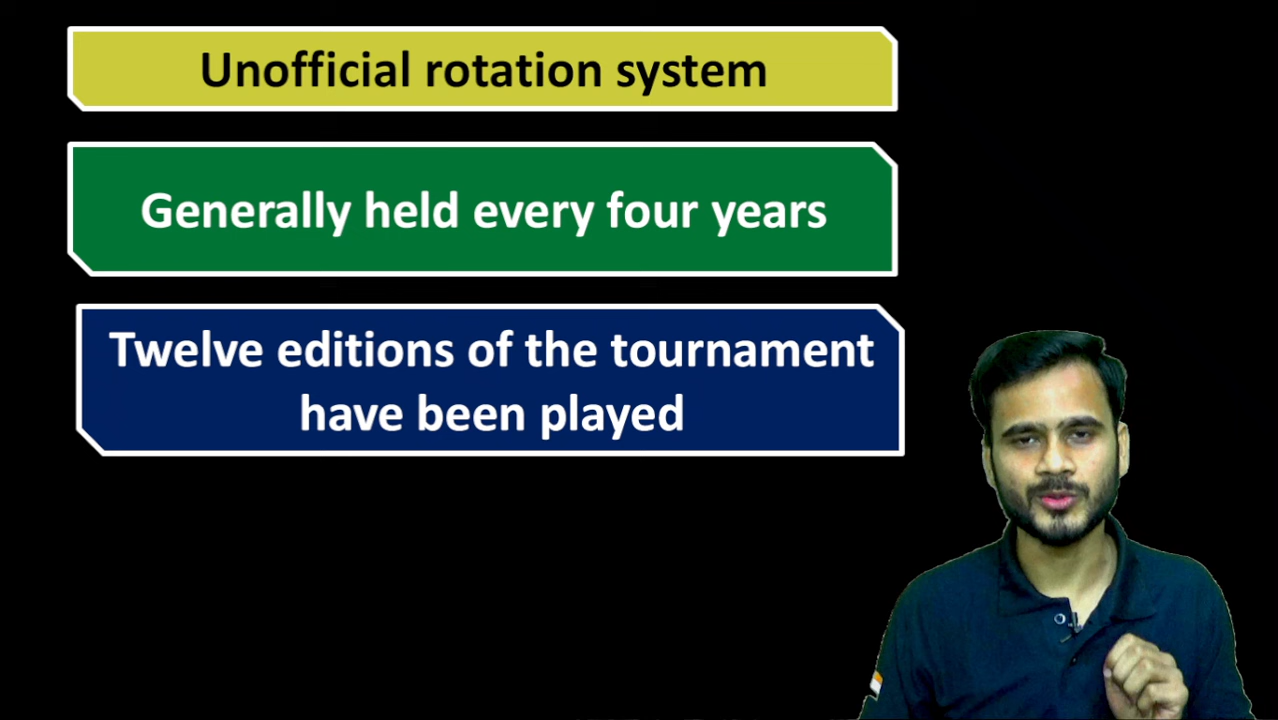 Unofficial rotation system
Generally held every four years
Twelve editions of the tournament
have been played